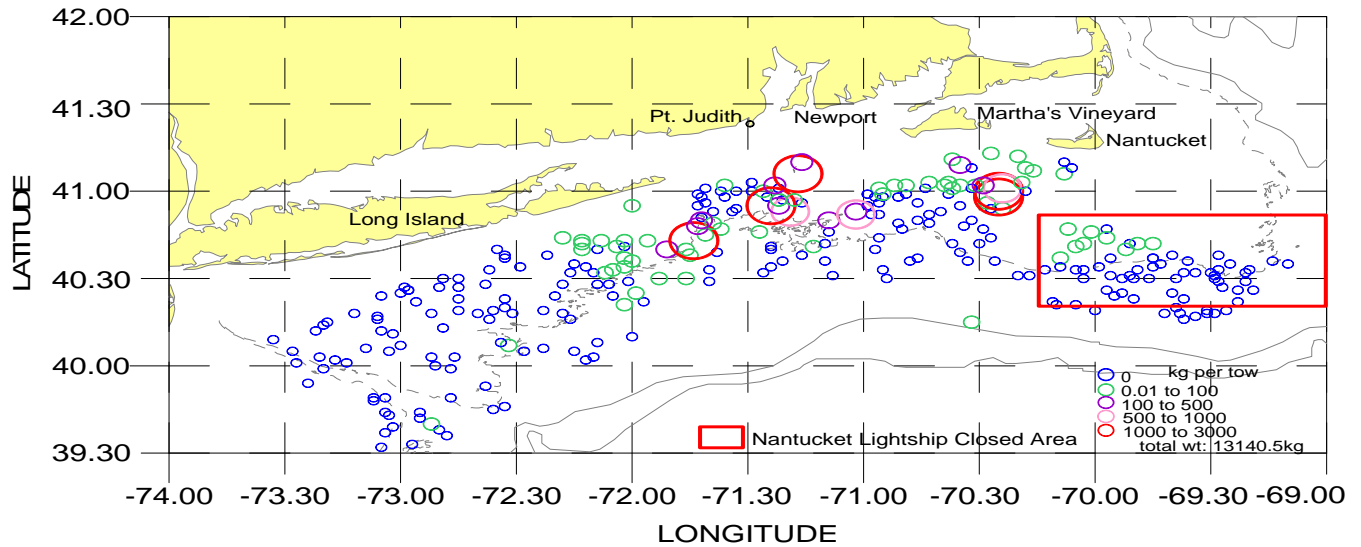 42.00
41.30
41.00
40.30
40.00
39.30
LATITUDE
Pt. Judith
Newport
Martha's Vineyard
Nantucket
Long Island
kg per tow
0
0.01 to 100
100 to 500
500 to 1000
1000 to 3000
total wt: 13140.5kg
Nantucket Lightship Closed Area
-74.00 -73.30 -73.00 -72.30 -72.00 -71.30 -71.00 -70.30 -70.00 -69.30 -69.00
LONGITUDE